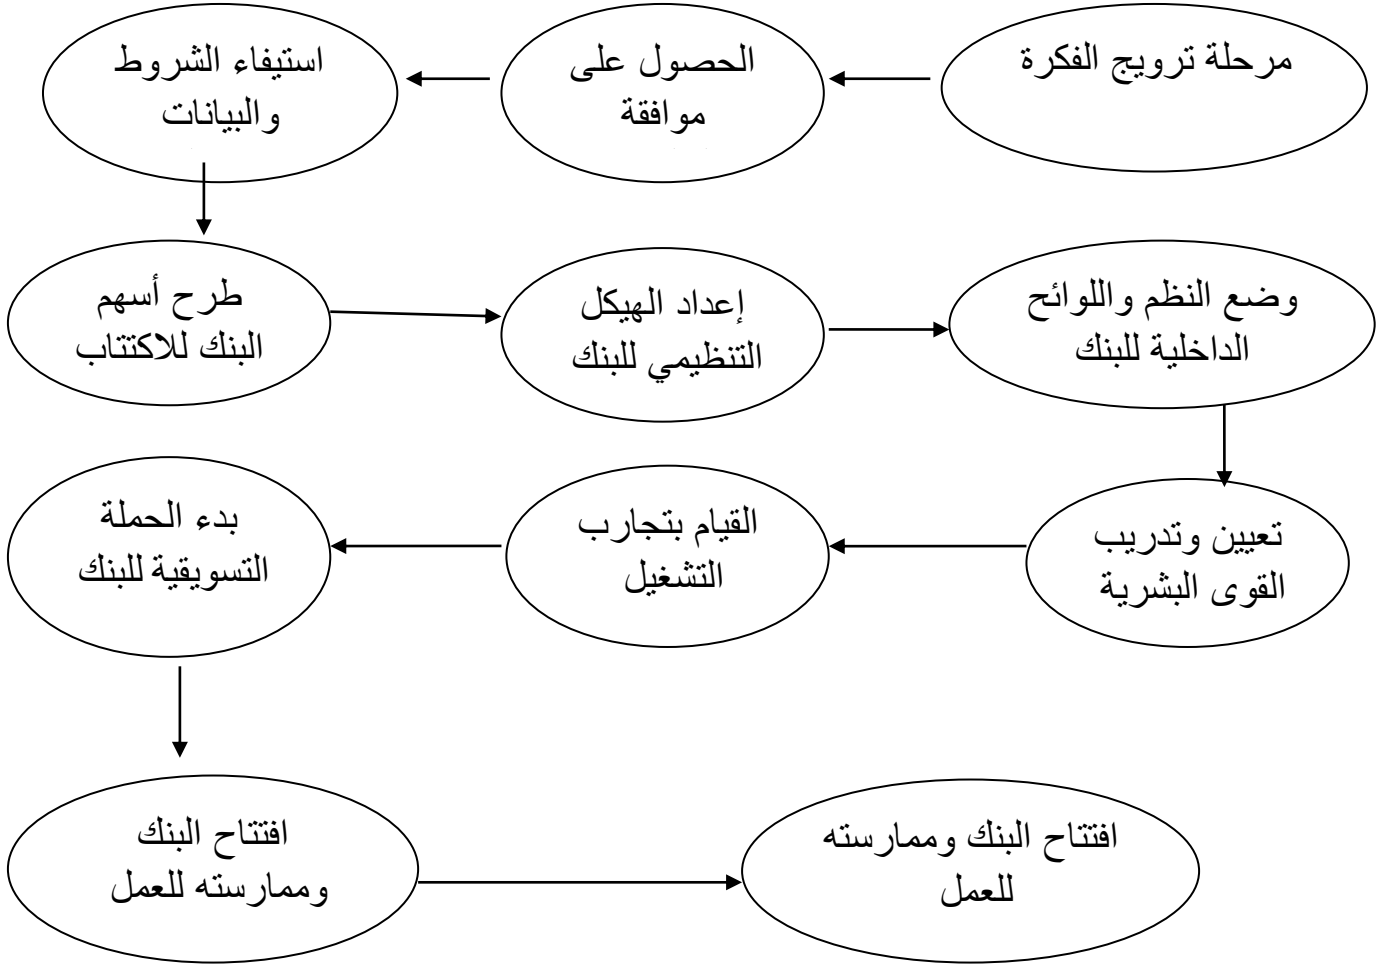 مرحلة ترويج الفكرة
الحصول على
موافقة
استيفاء الشروط
والبيانات
طرح أسهم
البنك للاكتتاب
إعداد الهيكل
التنظيمي للبنك
وضع النظم واللوائح
الداخلية للبنك
تعيين وتدريب
القوى البشرية
القيام بتجارب
التشغيل
بدء الحملة
التسويقية للبنك
افتتاح البنك
وممارسته للعمل
افتتاح البنك وممارسته
للعمل